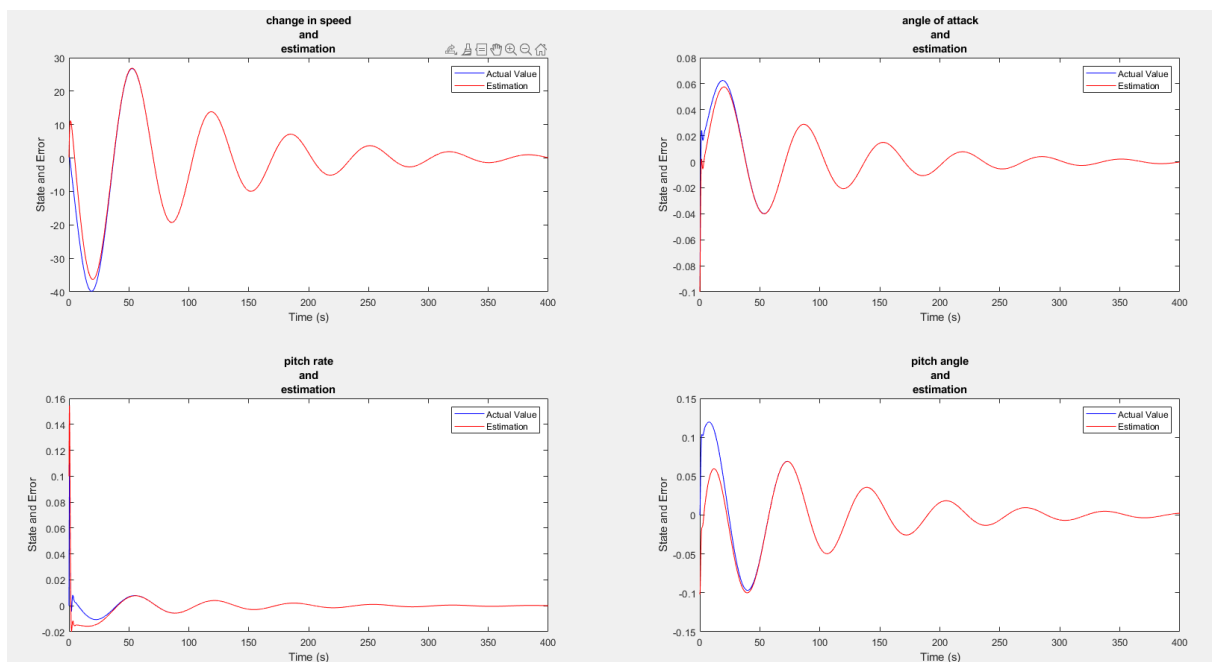 change in speed
and
estimation
30
20
10
0
-10
-20
-30
-40
State and Error
Actual Value
Estimation
0 50 100 150 200 250 300 350 400
Time (s)
angle of attack
and
estimation
0.08
0.06
0.04
0.02
0
-0.02
-0.04
-0.06
-0.08
-0.1
State and Error
Actual Value
Estimation
0 50 100 150 200 250 300 350 400
Time (s)
pitch rate
and
estimation
0.16
0.14
0.12
0.1
0.08
0.06
0.04
0.02
0
-0.02
State and Error
Actual Value
Estimation
0 50 100 150 200 250 300 350 400
Time (s)
pitch angle
and
estimation
0.15
0.1
0.05
0
-0.05
-0.1
-0.15
State and Error
Actual Value
Estimation
0 50 100 150 200 250 300 350 400
Time (s)